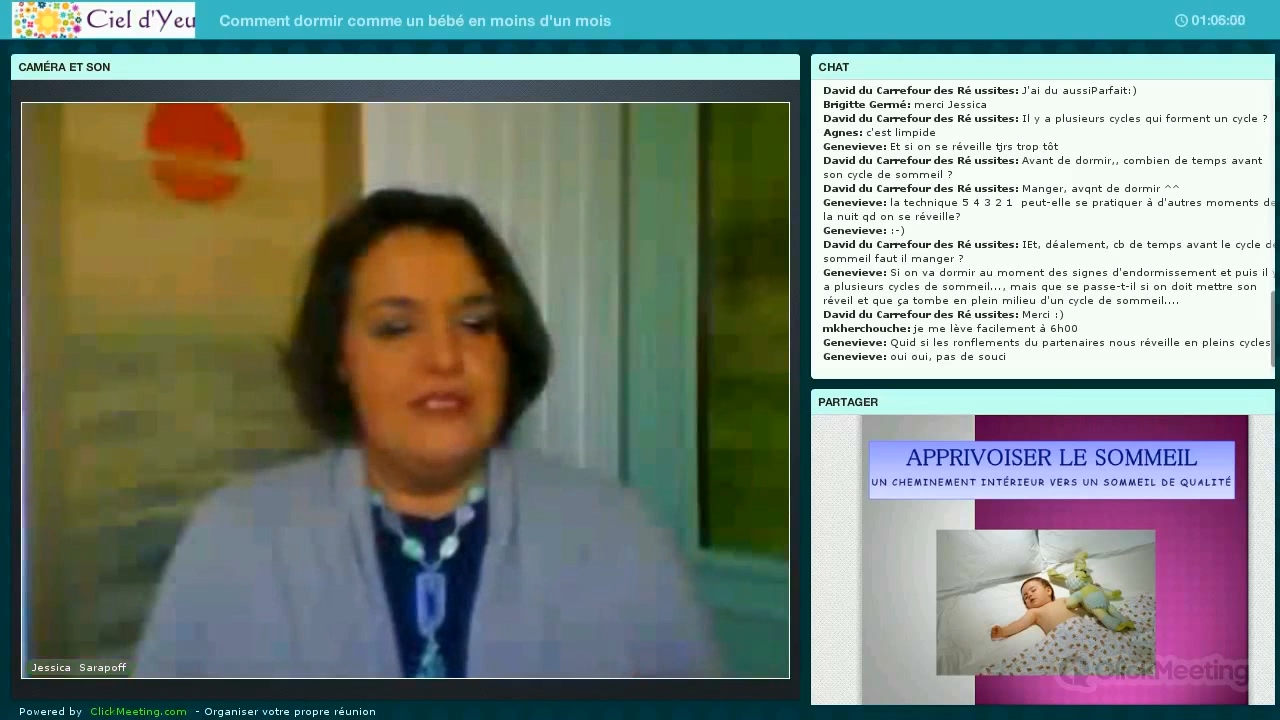 Ciel d'Yeu
Comment dormir comme un bébé en moins d'un mois
01:06:00
CAMÉRA ET SON
Jessica Sarapoff
CHAT
David du Carrefour des Ré ussites: J'ai du aussiParfait:)
Brigitte Germé: merci Jessica
David du Carrefour des Ré ussites: Il y a plusieurs cycles qui forment un cycle ?
Agnes: c'est limpide
Genevieve: Et si on se réveille tjrs trop tôt
David du Carrefour des Ré ussites: Avant de dormir,, combien de temps avant
son cycle de sommeil ?
David du Carrefour des Ré ussites: Manger, avqnt de dormir ^^
Genevieve: la technique 5 4 3 2 1 peut-elle se pratiquer à d'autres moments de
la nuit qd on se réveille?
Genevieve: :-)
David du Carrefour des Ré ussites: IEt, déalement, cb de temps avant le cycle de
sommeil faut il manger ?
Genevieve: Si on va dormir au moment des signes d'endormissement et puis il y
a plusieurs cycles de sommeil..., mais que se passe-t-il si on doit mettre son
réveil et que ça tombe en plein milieu d'un cycle de sommeil....
David du Carrefour des Ré ussites: Merci :)
mkherchouche: je me lève facilement à 6h00
Genevieve: Quid si les ronflements du partenaires nous réveille en pleins cycles
Genevieve: oui oui, pas de souci
PARTAGER
APPRIVOISER LE SOMMEIL
UN CHEMINEMENT INTÉRIEUR VERS UN SOMMEIL DE QUALITÉ
ClickMeeting
Powered by ClickMeeting.com - Organiser votre propre réunion